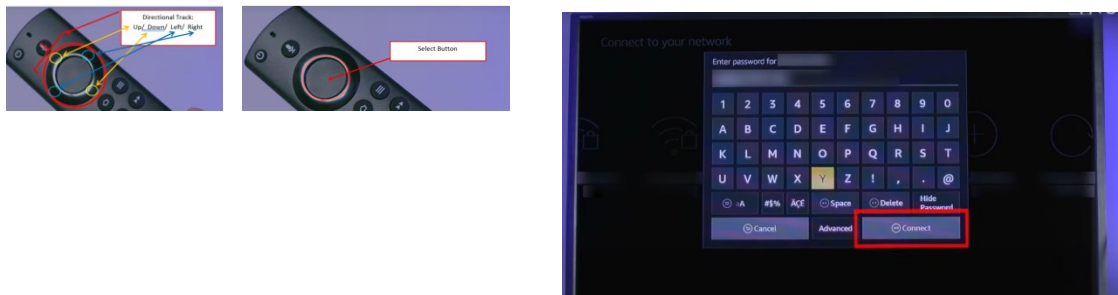 Directional Track:
Up/ Down/ Left/ Right
Select Button
Connect to your network
Enter password for
1 2 3 4 5 6 7 8 9 0
A B C D E F G H I J
K L M N O P Q R S T
U V W X Y Z ! , . @
aA #$% ÄÇÉ Space Delete Hide Password
Cancel Advanced Connect